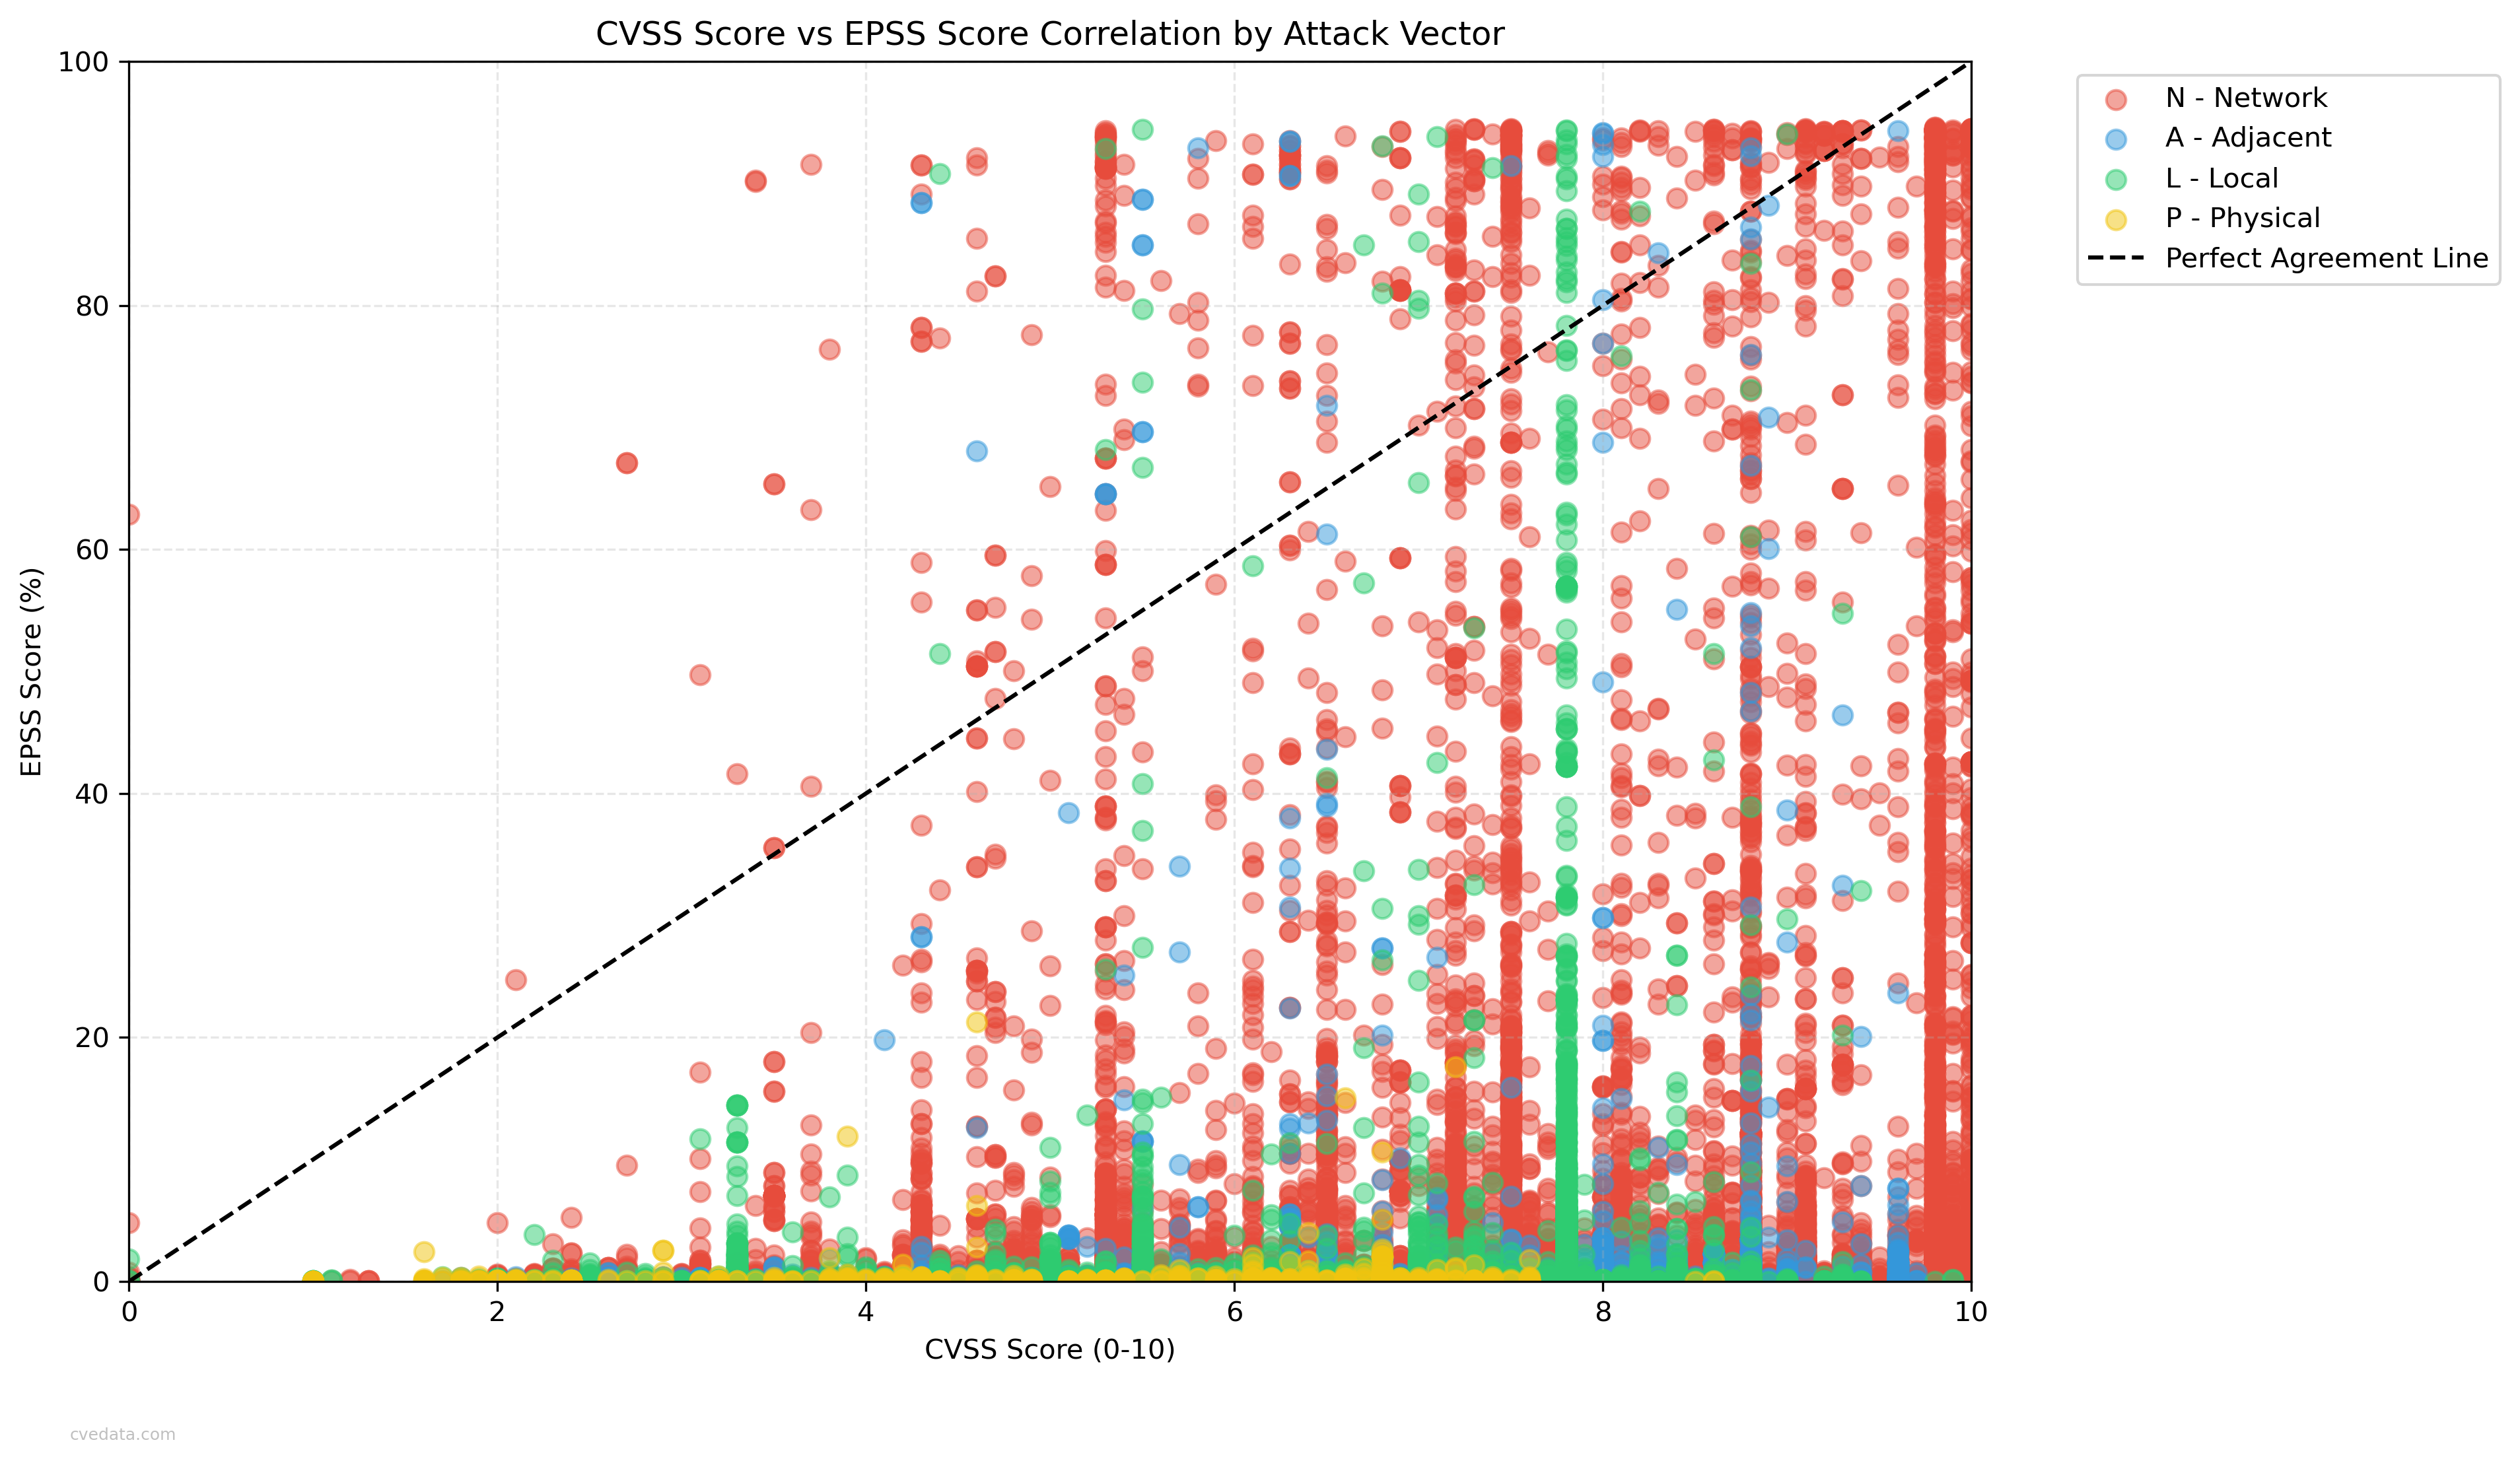 CVSS Score vs EPSS Score Correlation by Attack Vector
100
80
60
40
20
0
EPSS Score (%)
0 2 4 6 8 10
CVSS Score (0-10)
N - Network
A - Adjacent
L - Local
P - Physical
Perfect Agreement Line
cvedata.com